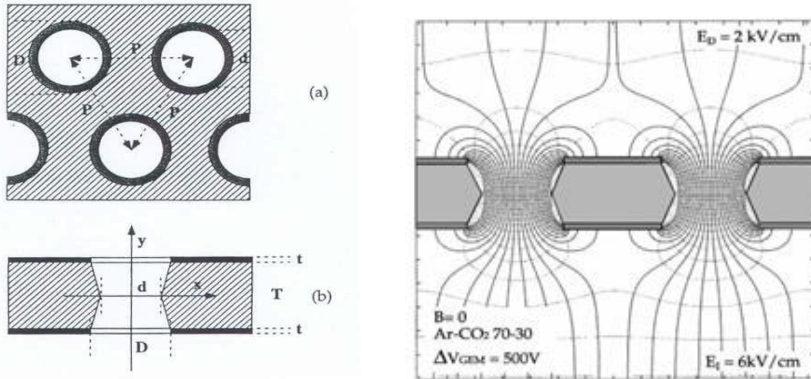 D
P
d
P
P
(a)
y
t
d
x
T
(b)
t
D
E_D = 2 kV/cm
B= 0
Ar-CO₂ 70-30
ΔV_GEM = 500V
E_I = 6kV/cm